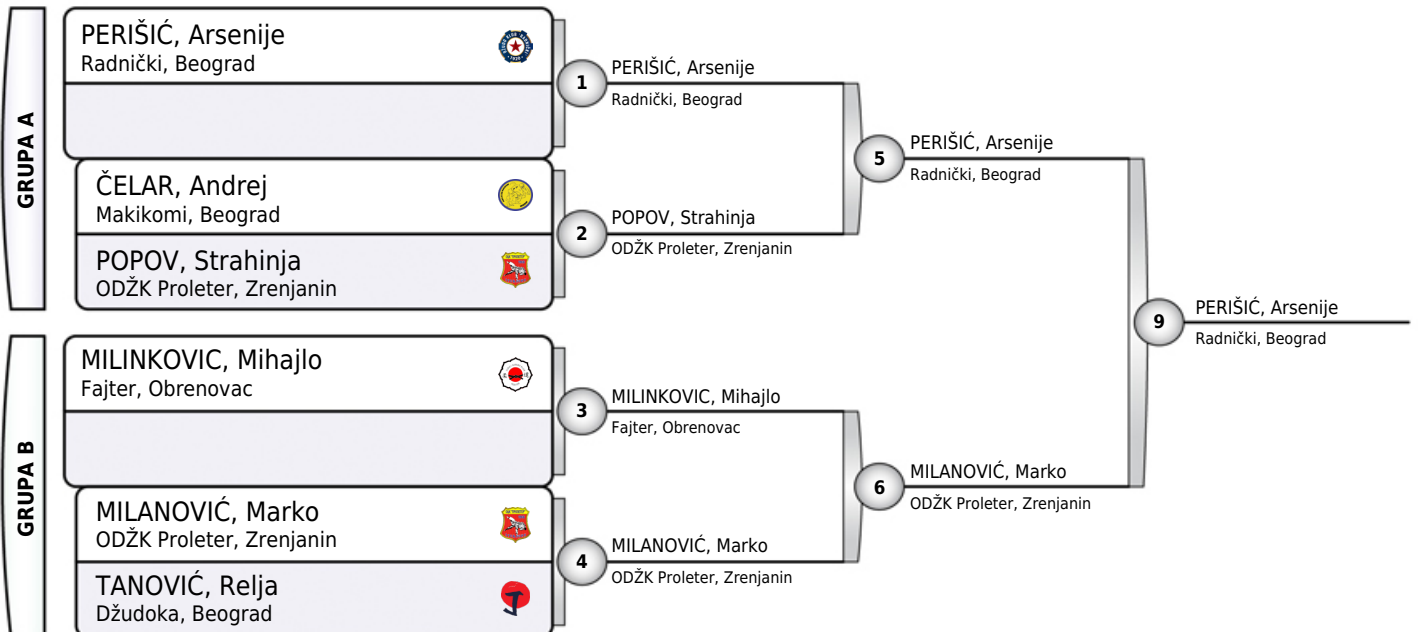 GRUPA A
PERIŠIĆ, Arsenije
Radnički, Beograd
ČELAR, Andrej
Makikomi, Beograd
POPOV, Strahinja
ODŽK Proleter, Zrenjanin
GRUPA B
MILINKOVIC, Mihajlo
Fajter, Obrenovac
MILANOVIĆ, Marko
ODŽK Proleter, Zrenjanin
TANOVIĆ, Relja
Džudoka, Beograd
1
PERIŠIĆ, Arsenije
Radnički, Beograd
2
POPOV, Strahinja
ODŽK Proleter, Zrenjanin
3
MILINKOVIC, Mihajlo
Fajter, Obrenovac
4
MILANOVIĆ, Marko
ODŽK Proleter, Zrenjanin
5
PERIŠIĆ, Arsenije
Radnički, Beograd
6
MILANOVIĆ, Marko
ODŽK Proleter, Zrenjanin
9
PERIŠIĆ, Arsenije
Radnički, Beograd